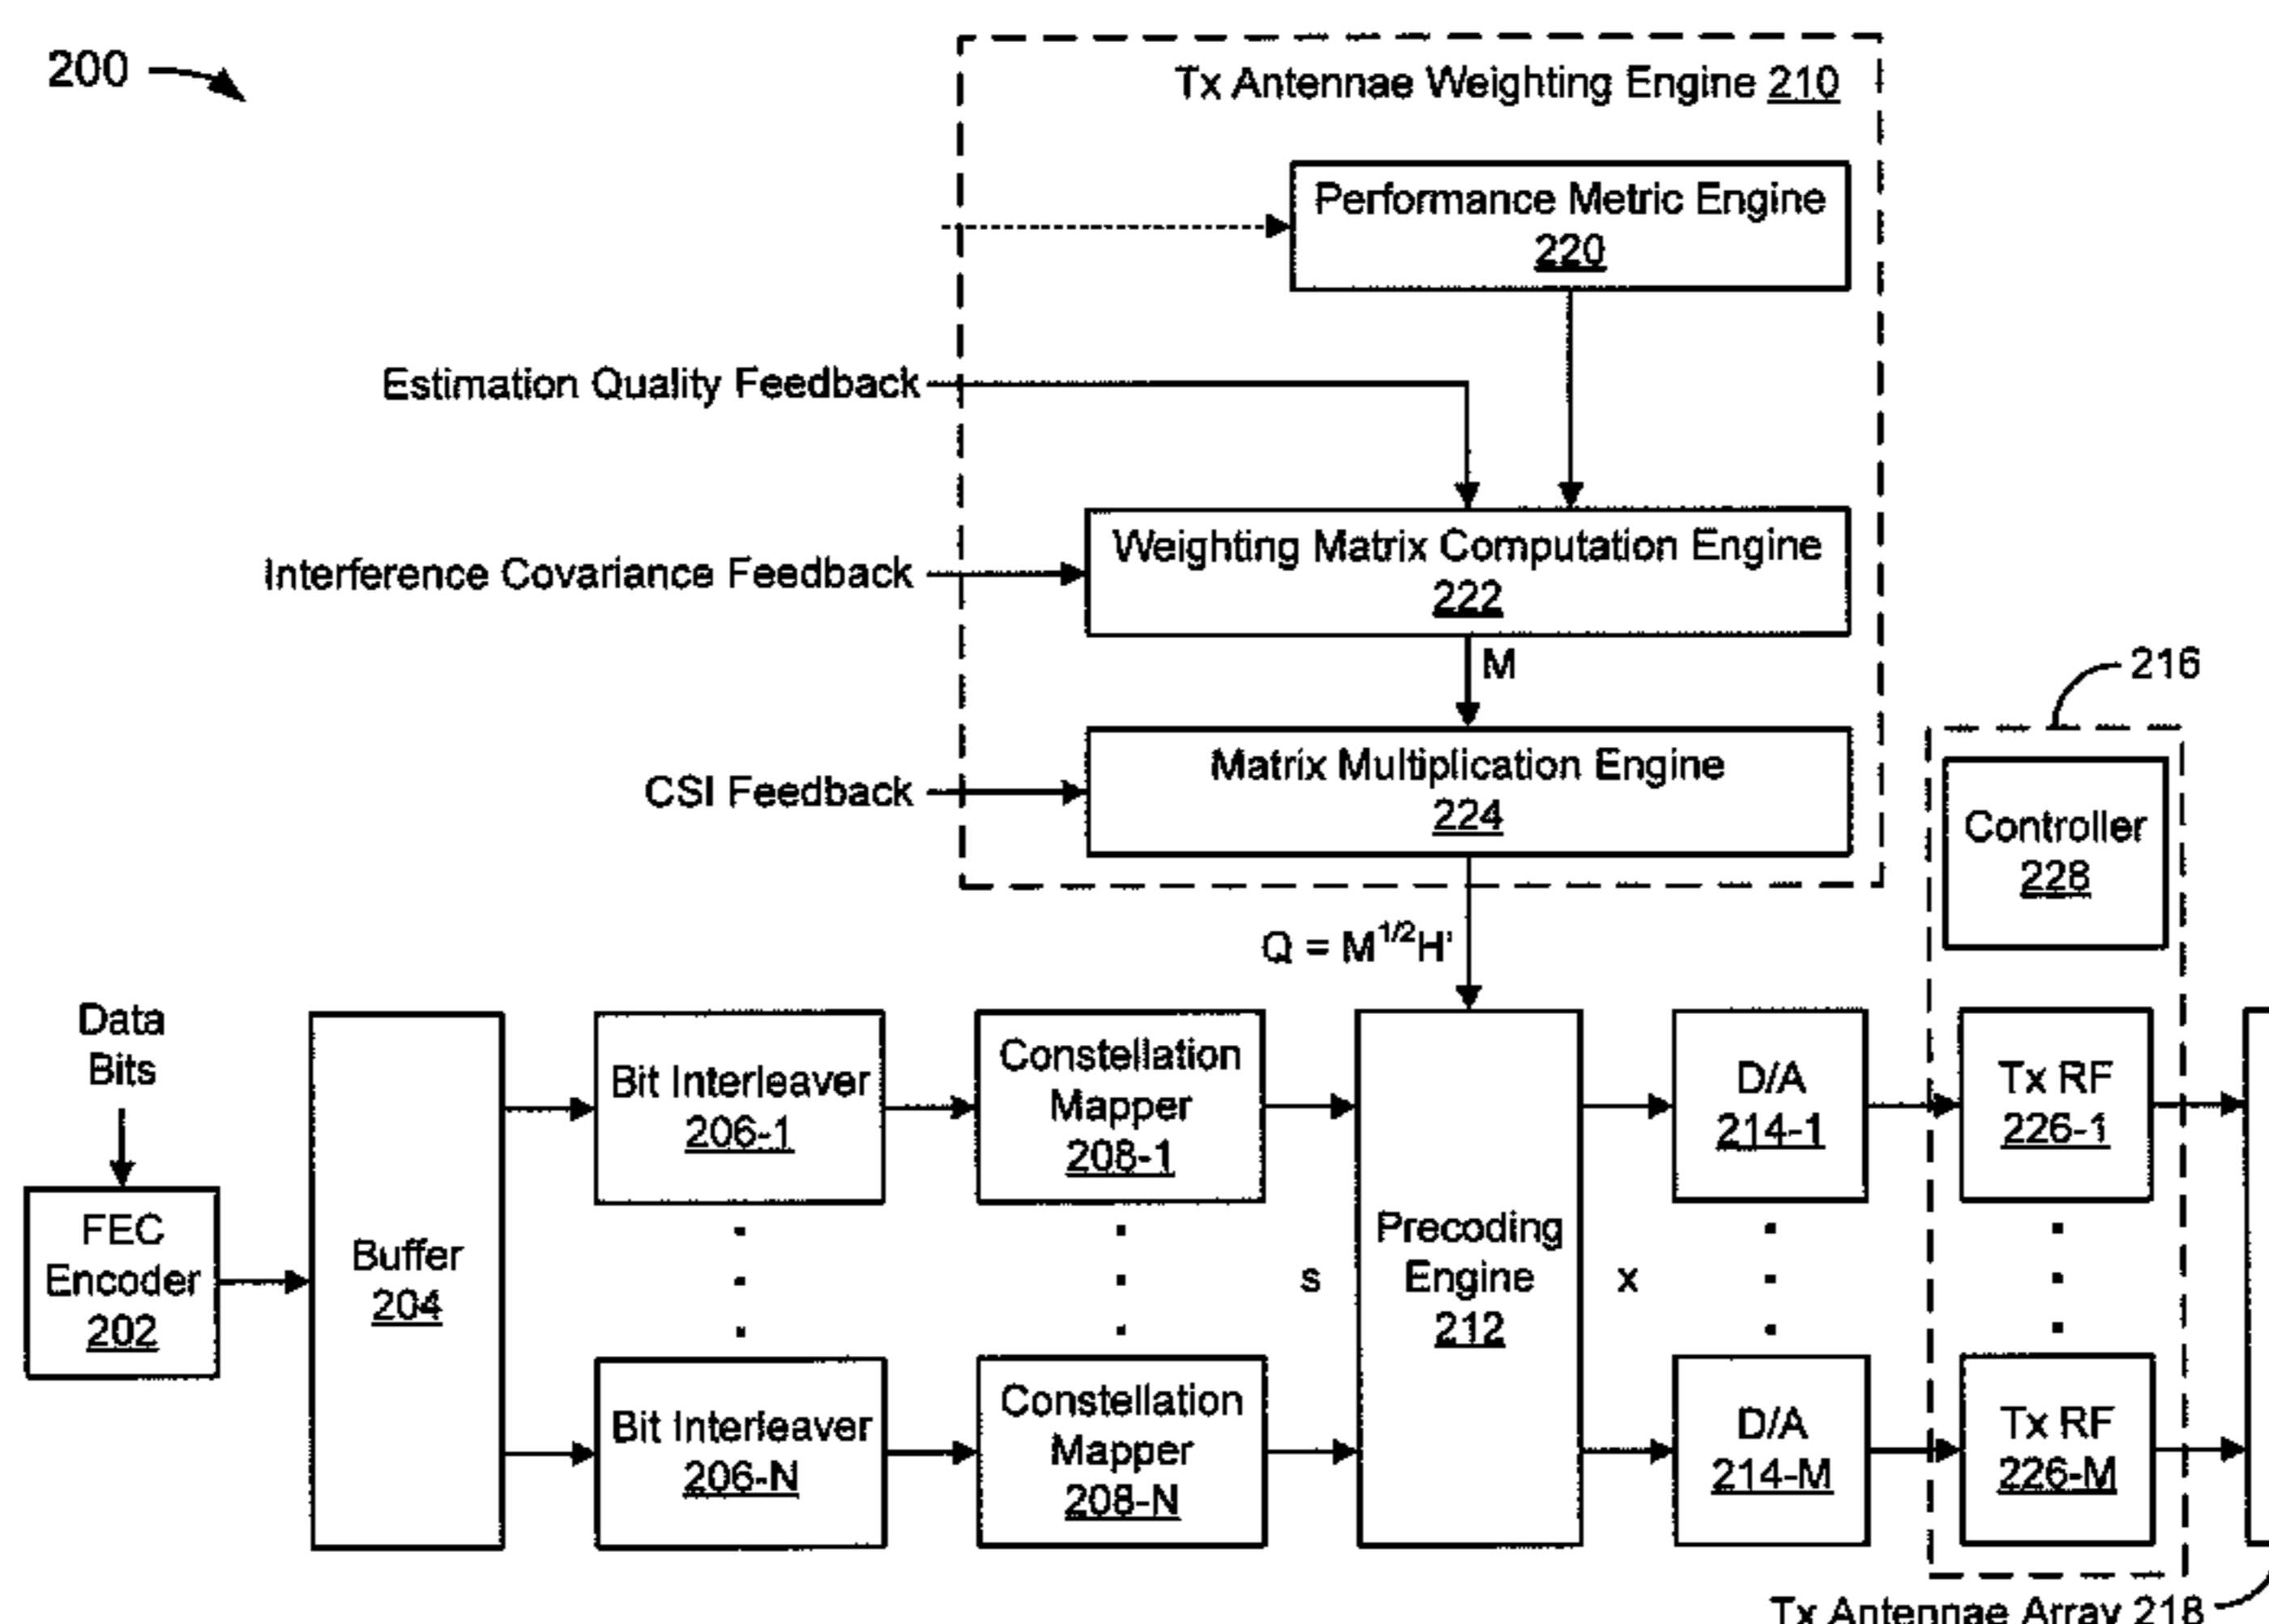 200
Tx Antennae Weighting Engine 210
Performance Metric Engine
220
Estimation Quality Feedback
Weighting Matrix Computation Engine
222
Interference Covariance Feedback
M
216
Matrix Multiplication Engine
224
CSI Feedback
Controller
228
Q = M^1/2H'
Data
Bits
FEC
Encoder
202
Buffer
204
Bit Interleaver
206-1
Constellation
Mapper
208-1
s
Precoding
Engine
212
x
D/A
214-1
Tx RF
226-1
Bit Interleaver
206-N
Constellation
Mapper
208-N
D/A
214-M
Tx RF
226-M
Tx Antennae Array 218